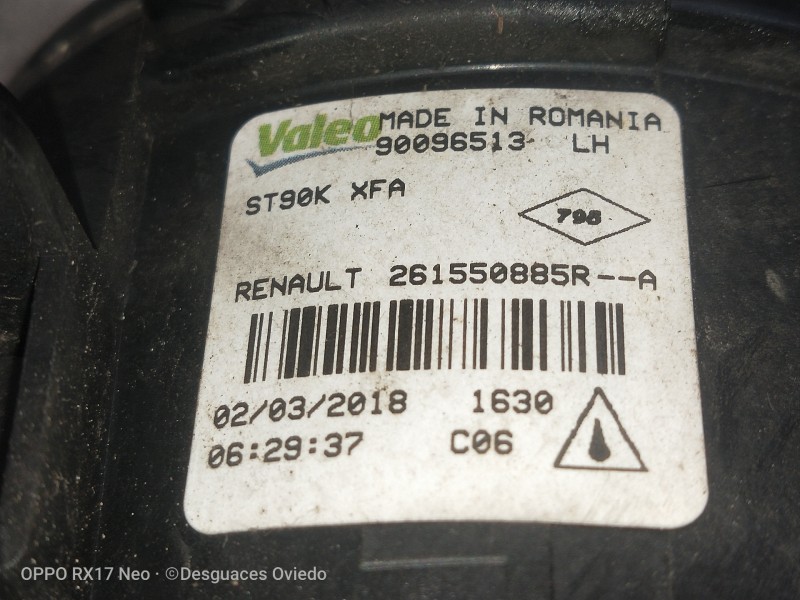 Valeo MADE IN ROMANIA
90096513 LH
ST90K XFA
795
RENAULT 261550885R--A
02/03/2018 1630
06:29:37 C06
OPPO RX17 Neo · ©Desguaces Oviedo